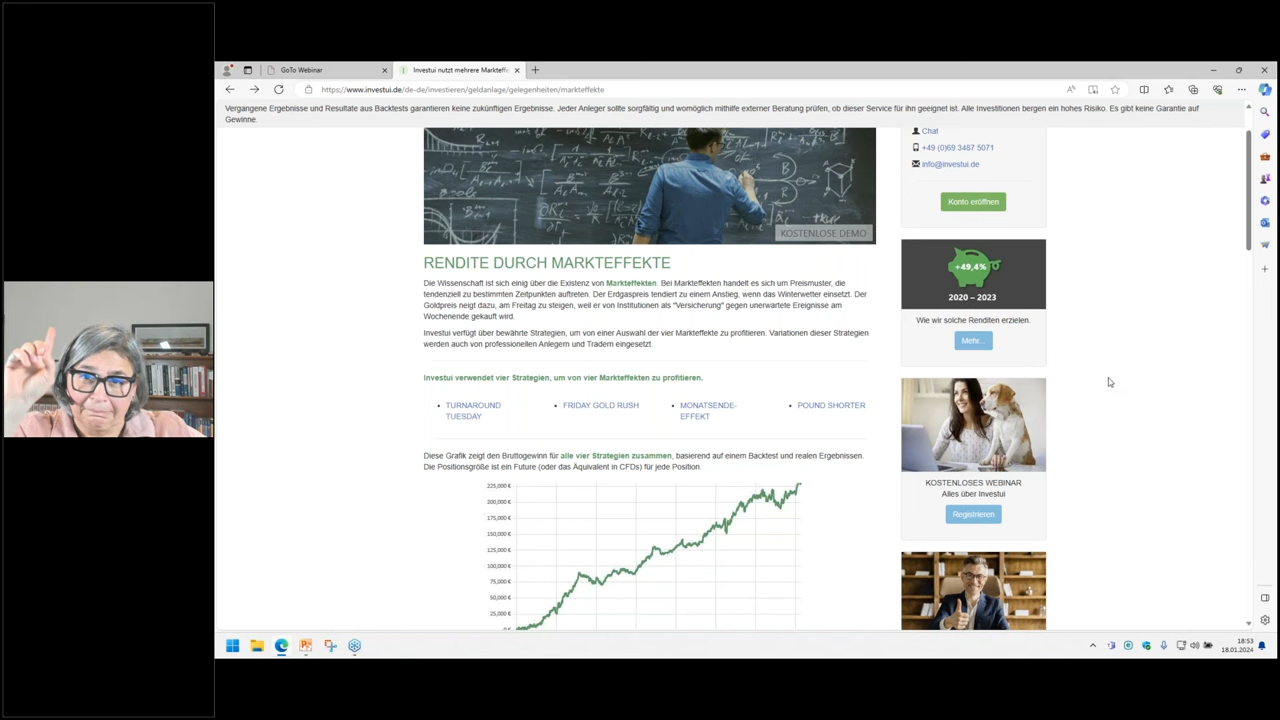 GoTo Webinar
Investui nutzt mehrere Markteffe
https://www.investui.de/de-de/investieren/geldanlage/gelegenheiten/markteffekte
Vergangene Ergebnisse und Resultate aus Backtests garantieren keine zukünftigen Ergebnisse. Jeder Anleger sollte sorgfältig und womöglich mithilfe externer Beratung prüfen, ob dieser Service für ihn geeignet ist. Alle Investitionen bergen ein hohes Risiko. Es gibt keine Garantie auf
Gewinne.
KOSTENLOSE DEMO
RENDITE DURCH MARKTEFFEKTE
Die Wissenschaft ist sich einig über die Existenz von Markteffekten. Bei Markteffekten handelt es sich um Preismuster, die
tendenziell zu bestimmten Zeitpunkten auftreten. Der Erdgaspreis tendiert zu einem Anstieg, wenn das Winterwetter einsetzt. Der
Goldpreis neigt dazu, am Freitag zu steigen, weil er von Institutionen als "Versicherung" gegen unerwartete Ereignisse am
Wochenende gekauft wird.
Investui verfügt über bewährte Strategien, um von einer Auswahl der vier Markteffekte zu profitieren. Variationen dieser Strategien
werden auch von professionellen Anlegern und Tradern eingesetzt.
Investui verwendet vier Strategien, um von vier Markteffekten zu profitieren.
• TURNAROUND
TUESDAY
• FRIDAY GOLD RUSH
• MONATSENDE-
EFFEKT
• POUND SHORTER
Diese Grafik zeigt den Bruttogewinn für alle vier Strategien zusammen, basierend auf einem Backtest und realen Ergebnissen.
Die Positionsgröße ist ein Future (oder das Äquivalent in CFDs) für jede Position.
225,000 €
200,000 €
175,000 €
150,000 €
125,000 €
100,000 €
75,000 €
50,000 €
25,000 €
Chat
+49 (0)69 3487 5071
info@investui.de
Konto eröffnen
+49,4%
2020 – 2023
Wie wir solche Renditen erzielen.
Mehr...
KOSTENLOSES WEBINAR
Alles über Investui
Registrieren
18:53
18.01.2024